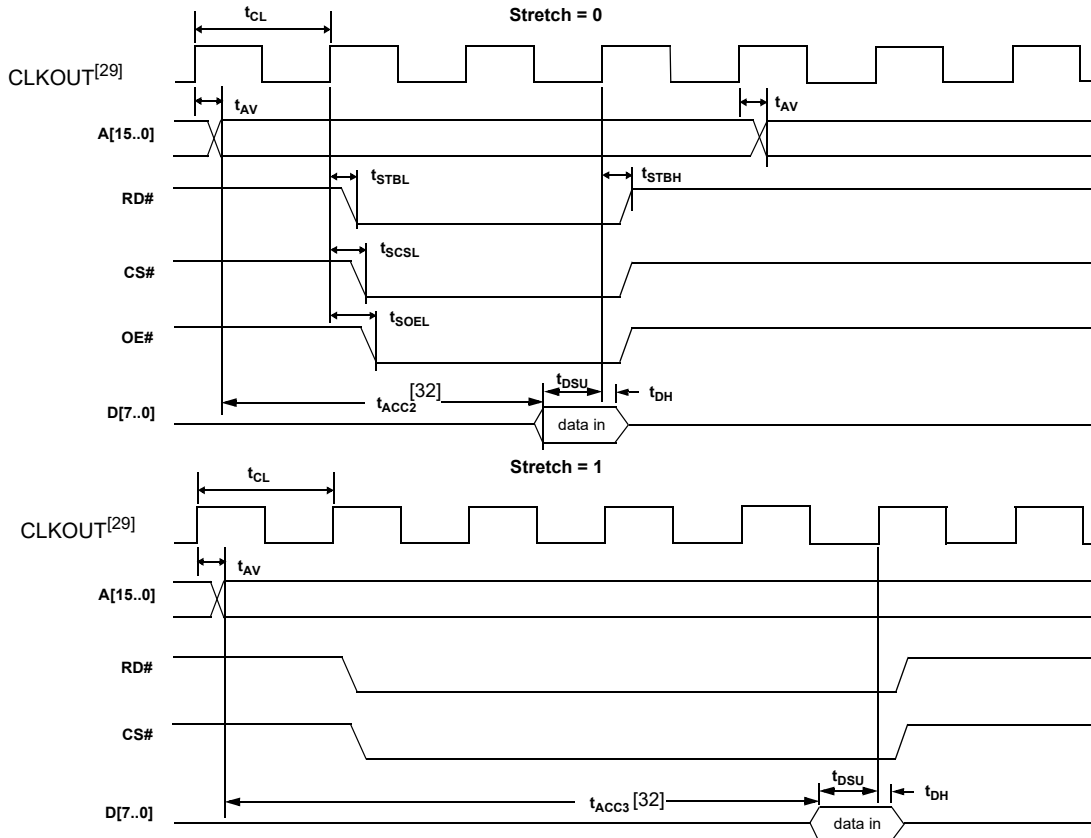 Stretch = 0
tCL
CLKOUT[29]
tAV
tAV
A[15..0]
tSTBL
tSTBH
RD#
tSCSL
CS#
tSOEL
OE#
tDSU
tACC2[32]
tDH
D[7..0]
data in
Stretch = 1
tCL
CLKOUT[29]
tAV
A[15..0]
RD#
CS#
tDSU
tACC3 [32]
tDH
D[7..0]
data in